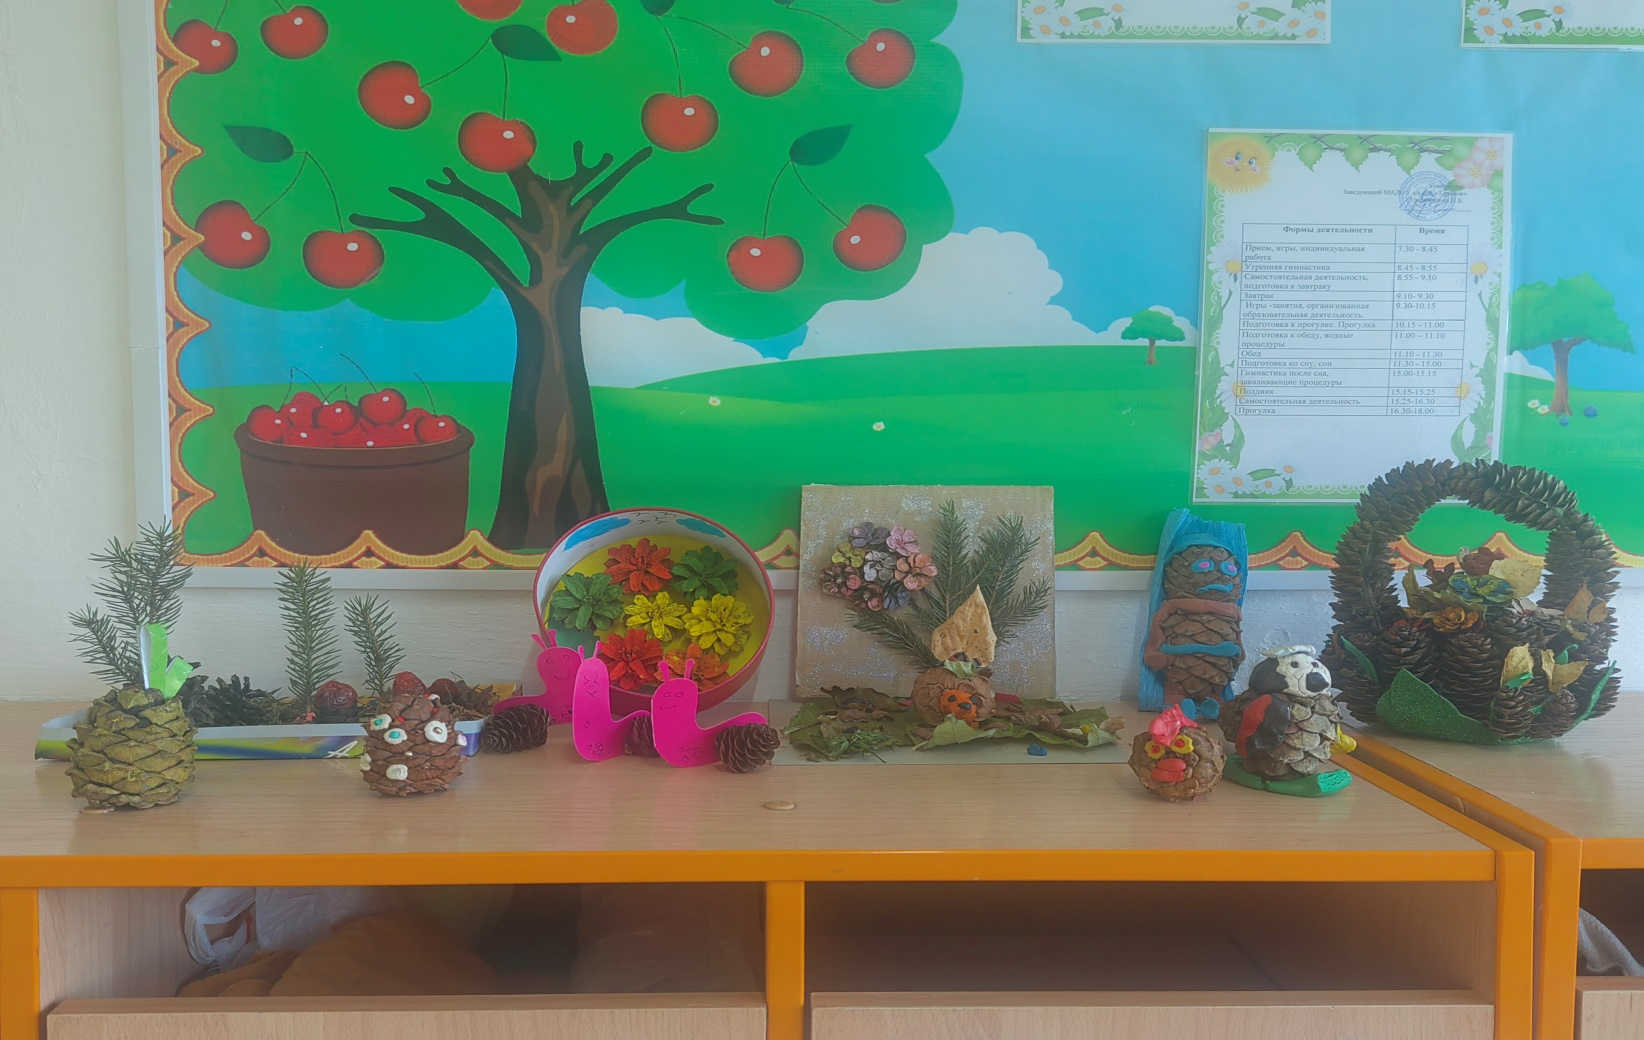 Заведующий
Формы деятельности Время
Прием, игры, индивидуальная 7.30 - 8.45
работа
Утренняя гимнастика 8.45 - 8.55
Самостоятельная деятельность, 8.55 - 9.10
подготовка к завтраку
Завтрак 9.10- 9.30
Игры -занятия, организованная 9.30-10.15
образовательная деятельность.
Подготовка к прогулке. Прогулка 10.15 - 11.00
Подготовка к обеду, водные 11.00 – 11.10
процедуры.
Обед 11.10 - 11.30
Подготовка ко сну, сон 11.30 - 15.00
Гимнастика после сна, 15.00-15.15
закаливающие процедуры
Полдник 15.15-15.25
Самостоятельная деятельность 15.25-16.30
Прогулка 16.30-18.00.